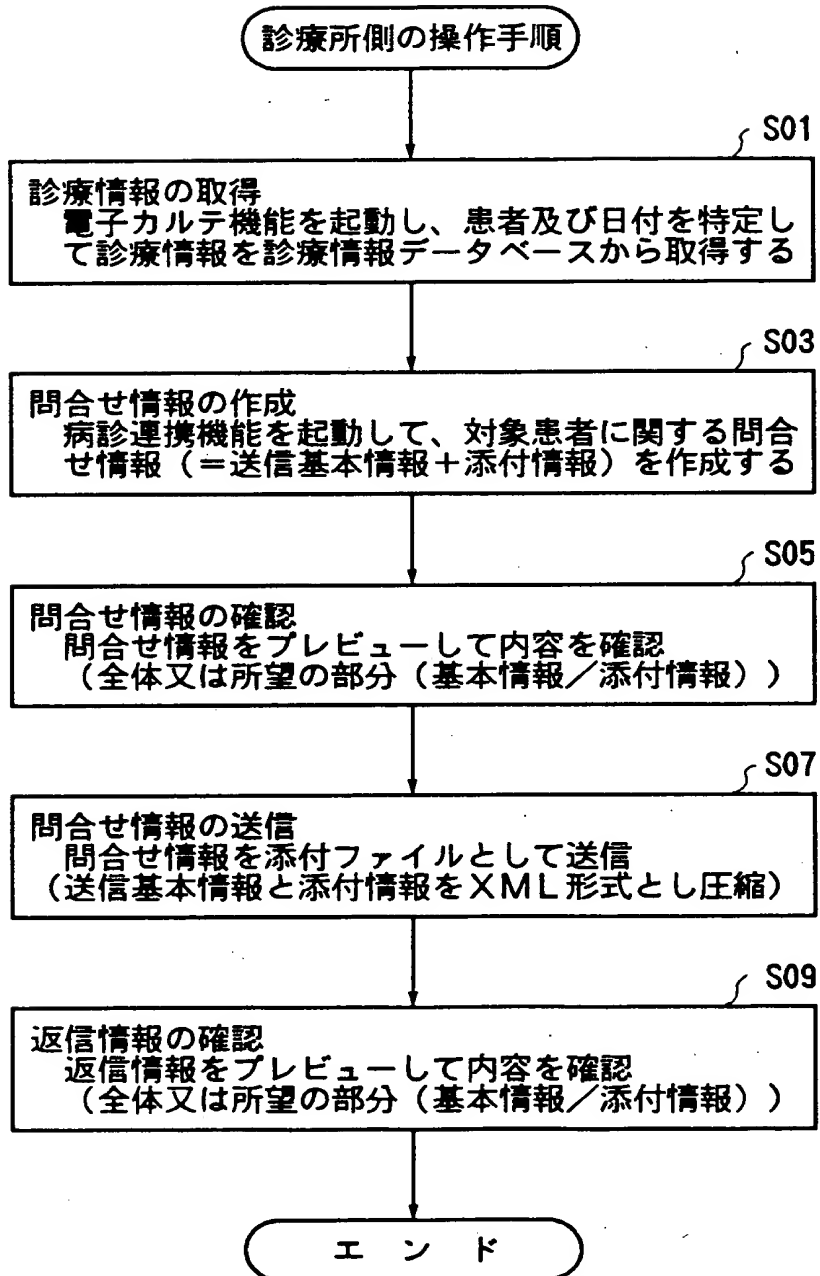 診療所側の操作手順
S01
診療情報の取得
電子カルテ機能を起動し、患者及び日付を特定し
て診療情報を診療情報データベースから取得する
S03
問合せ情報の作成
病診連携機能を起動して、対象患者に関する問合
せ情報（＝送信基本情報＋添付情報）を作成する
S05
問合せ情報の確認
問合せ情報をプレビューして内容を確認
（全体又は所望の部分（基本情報／添付情報））
S07
問合せ情報の送信
問合せ情報を添付ファイルとして送信
（送信基本情報と添付情報をＸＭＬ形式とし圧縮）
S09
返信情報の確認
返信情報をプレビューして内容を確認
（全体又は所望の部分（基本情報／添付情報））
エンド